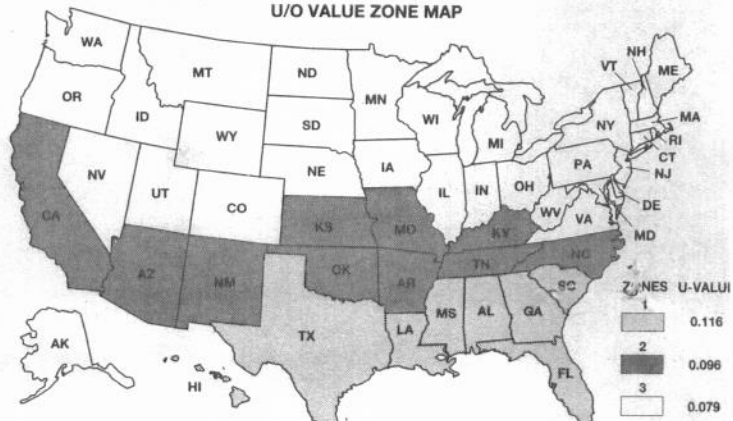 U/O VALUE ZONE MAP
WA
MT
ND
MN
VT
NH
ME
OR
ID
WY
SD
WI
MI
NY
MA
RI
CT
NJ
NE
IA
PA
NV
UT
CO
IL
IN
OH
WV
VA
DE
MD
CA
KS
MO
KY
AZ
NM
OK
AR
TN
NC
SC
ZONES U-VALUE
1
0.116
2
0.096
3
0.079
TX
LA
MS
AL
GA
FL
AK
HI